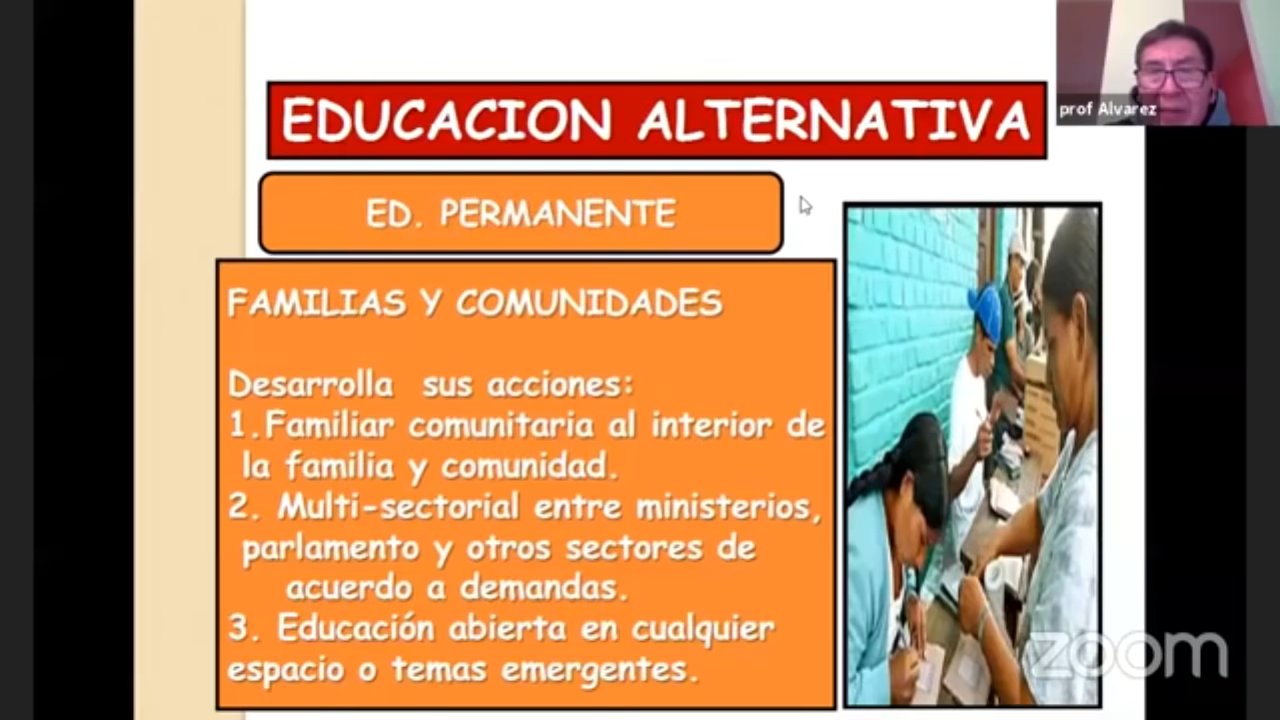 EDUCACION ALTERNATIVA
prof Alvarez
ED. PERMANENTE
FAMILIAS Y COMUNIDADES
Desarrolla sus acciones:
1.Familiar comunitaria al interior de
la familia y comunidad.
2. Multi-sectorial entre ministerios,
parlamento y otros sectores de
acuerdo a demandas.
3. Educación abierta en cualquier
espacio o temas emergentes.
zoom